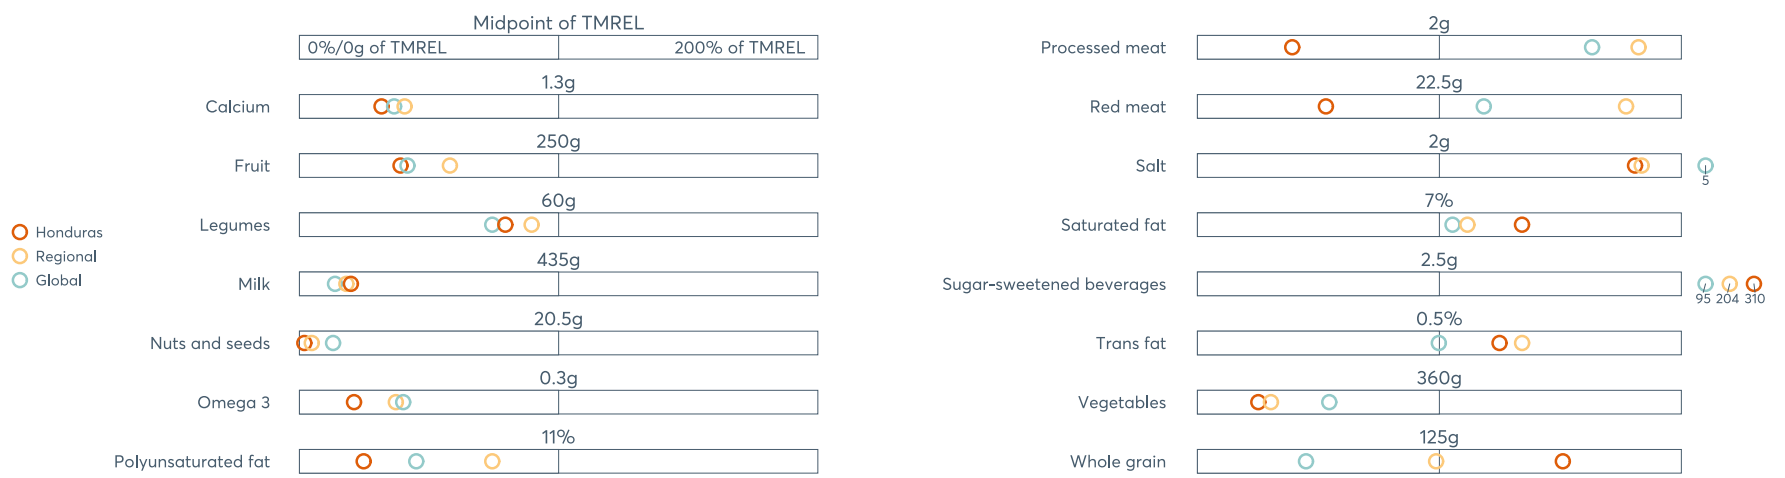 Midpoint of TMREL
0%/0g of TMREL 200% of TMREL
1.3g
Calcium
250g
Fruit
60g
Legumes
435g
Milk
20.5g
Nuts and seeds
0.3g
Omega 3
11%
Polyunsaturated fat
Honduras
Regional
Global
2g
Processed meat
22.5g
Red meat
2g
Salt
5
7%
Saturated fat
2.5g
Sugar-sweetened beverages
95 204 310
0.5%
Trans fat
360g
Vegetables
125g
Whole grain